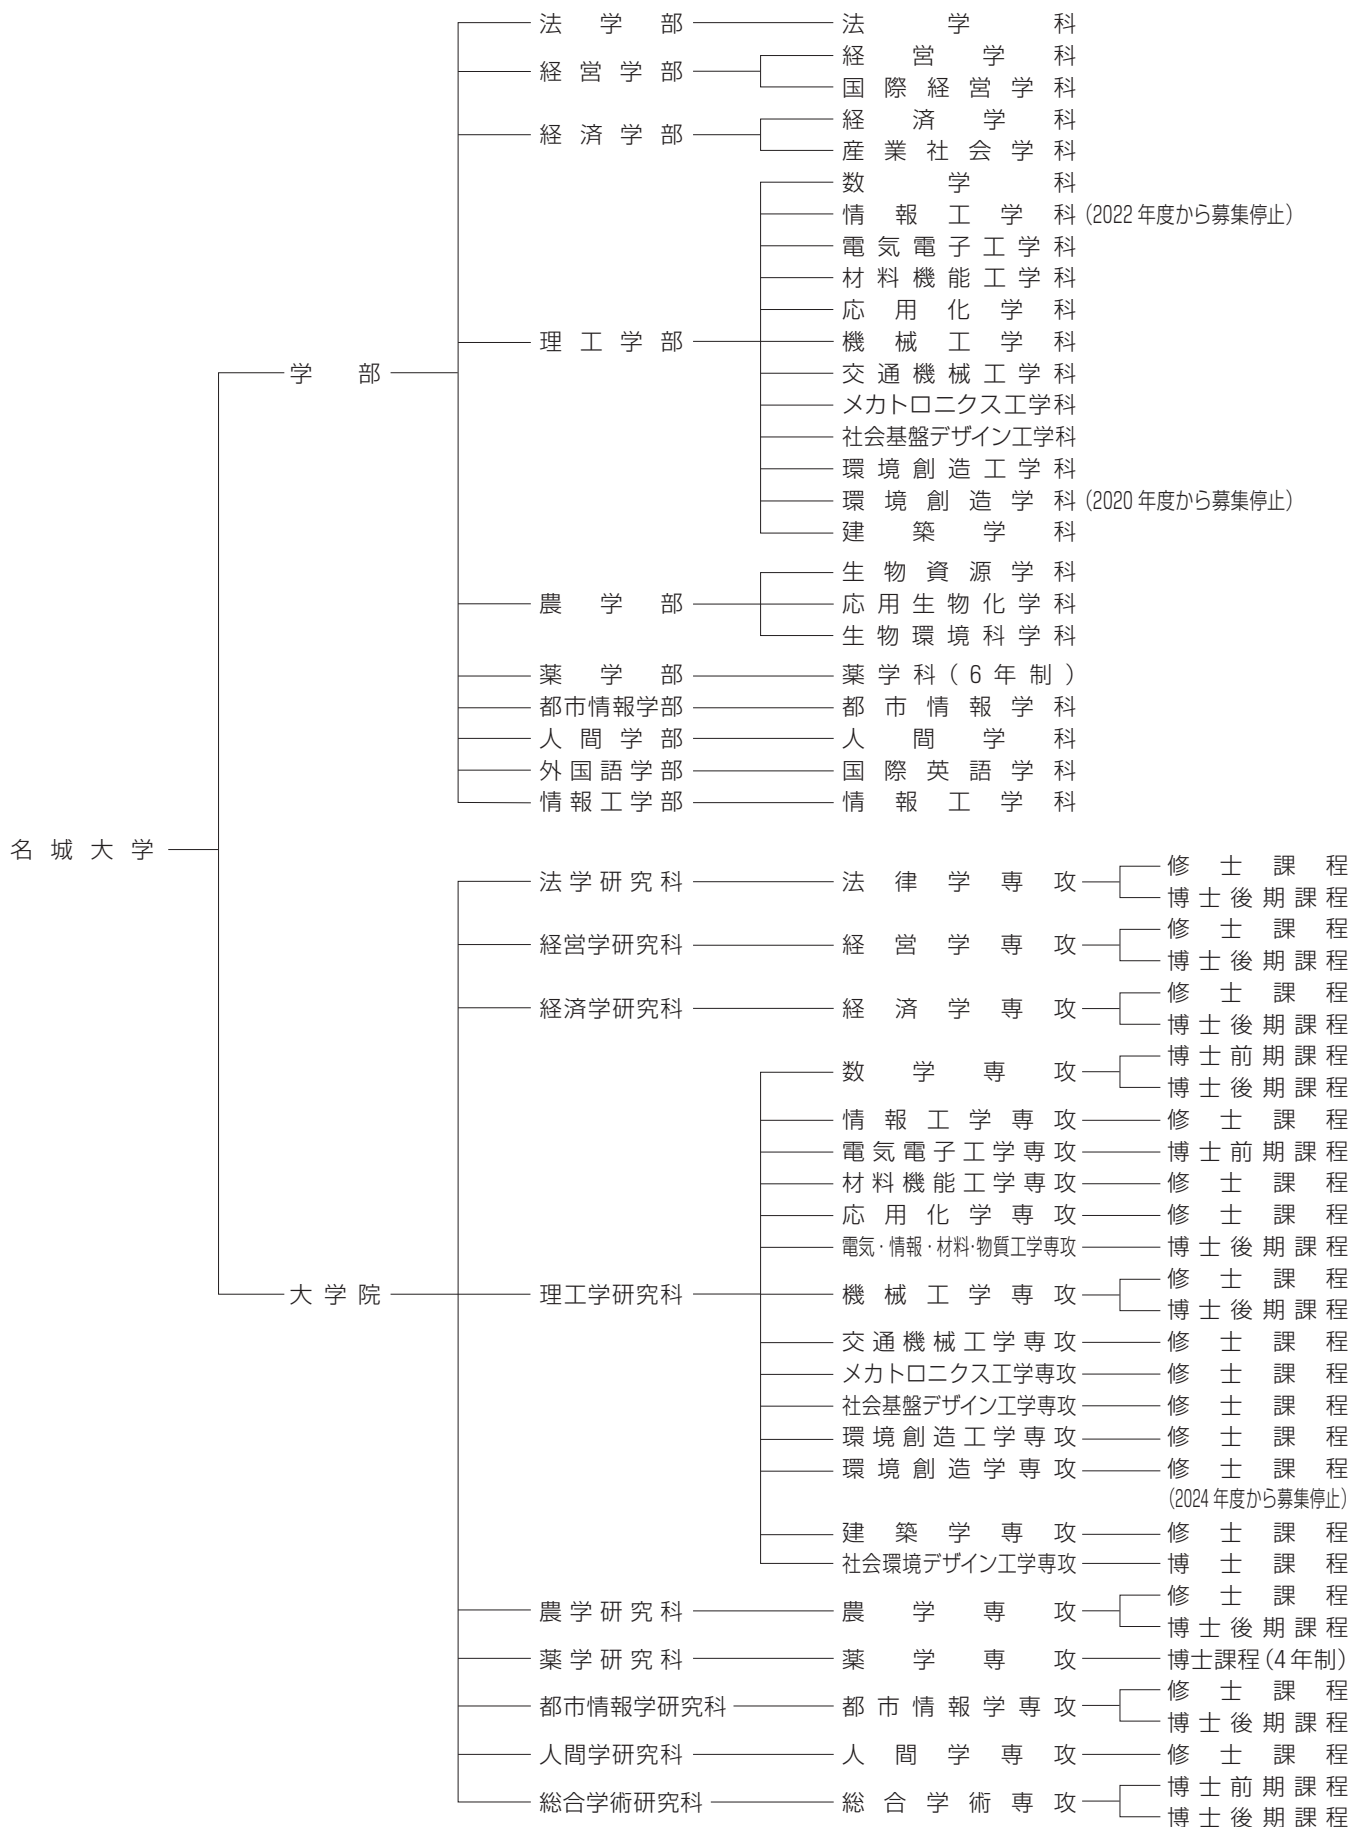 法学部 法学科
経営学部 経営学科
国際経営学科
経済学部 経済学科
産業社会学科
数学科
情報工学科 (2022年度から募集停止)
電気電子工学科
材料機能工学科
応用化学科
理工学部 機械工学科
学部 交通機械工学科
メカトロニクス工学科
社会基盤デザイン工学科
環境創造工学科
環境創造学科 (2020年度から募集停止)
建築学科
生物資源学科
農学部 応用生物化学科
生物環境科学科
薬学部 薬学科(6年制)
都市情報学部 都市情報学科
人間学部 人間学科
外国語学部 国際英語学科
情報工学部 情報工学科
名城大学
修士課程
法学研究科 法律学専攻
博士後期課程
修士課程
経営学研究科 経営学専攻
博士後期課程
修士課程
経済学研究科 経済学専攻
博士後期課程
博士前期課程
数学専攻
博士後期課程
情報工学専攻 修士課程
電気電子工学専攻 博士前期課程
材料機能工学専攻 修士課程
応用化学専攻 修士課程
電気・情報・材料・物質工学専攻 博士後期課程
修士課程
大学院 理工学研究科 機械工学専攻
博士後期課程
交通機械工学専攻 修士課程
メカトロニクス工学専攻 修士課程
社会基盤デザイン工学専攻 修士課程
環境創造工学専攻 修士課程
環境創造学専攻 修士課程
(2024年度から募集停止)
建築学専攻 修士課程
社会環境デザイン工学専攻 博士課程
修士課程
農学研究科 農学専攻
博士後期課程
薬学研究科 薬学専攻 博士課程(4年制)
修士課程
都市情報学研究科 都市情報学専攻
博士後期課程
人間学研究科 人間学専攻 修士課程
博士前期課程
総合学術研究科 総合学術専攻
博士後期課程